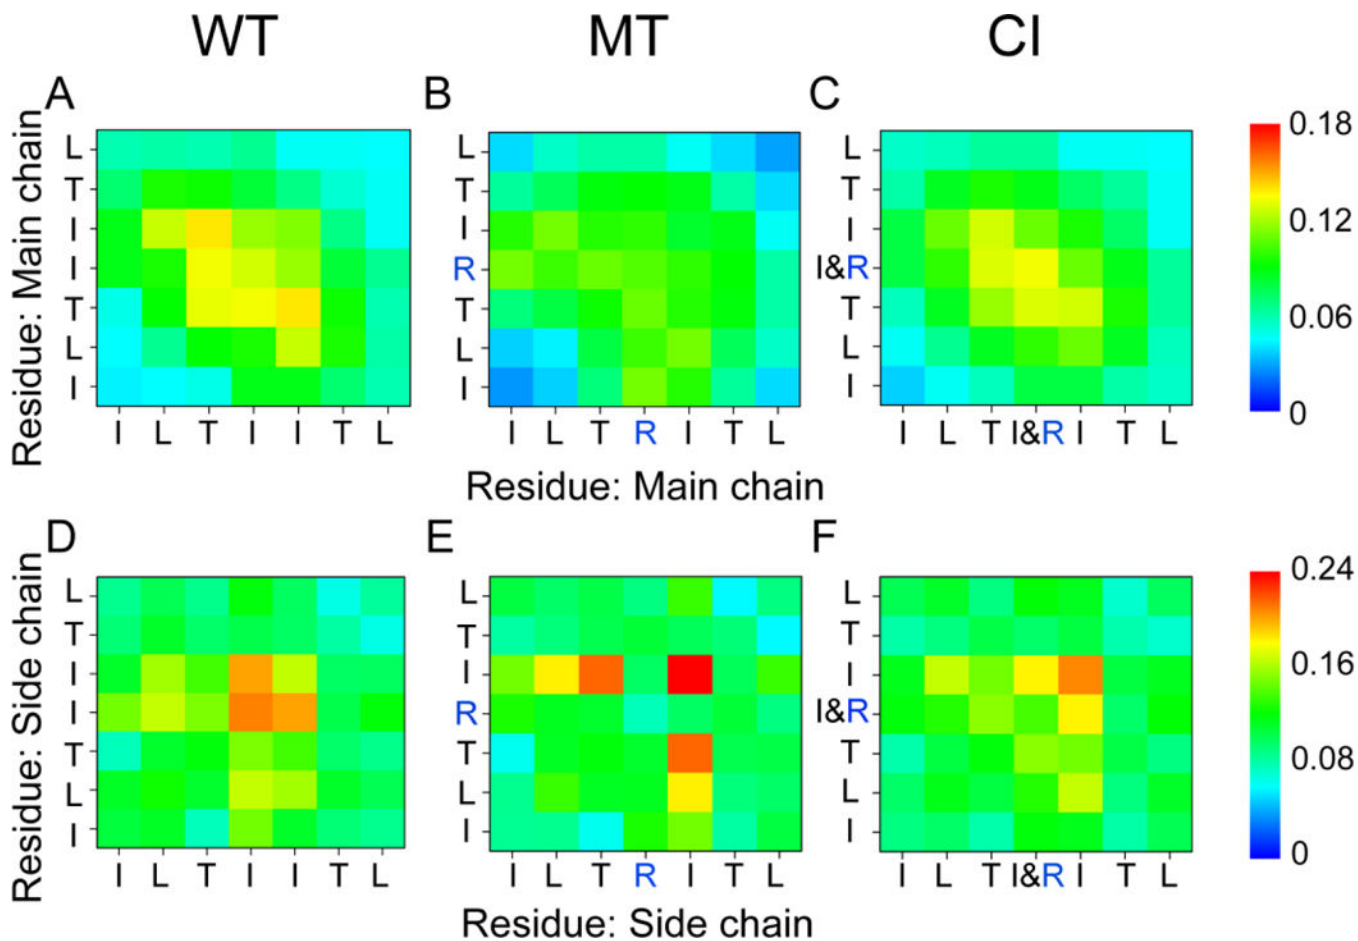 WT MT CI
A B C
Residue: Main chain
L L L 0.18
T T T
I I I 0.12
I R I&R
T T T 0.06
L L L
I I I 0
I L T I I T L I L T R I T L I L T I&R I T L
Residue: Main chain
D E F
Residue: Side chain
L L L 0.24
T T T
I I I 0.16
I R I&R
T T T 0.08
L L L
I I I 0
I L T I I T L I L T R I T L I L T I&R I T L
Residue: Side chain